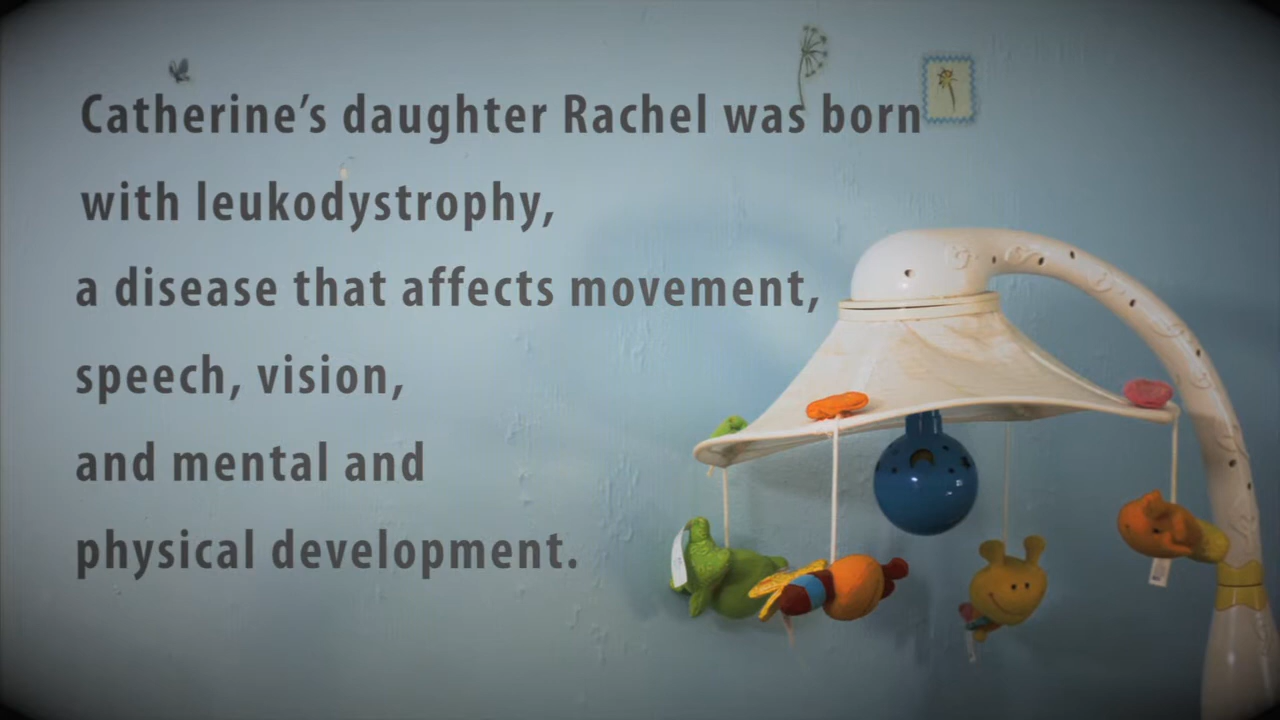 Catherine’s daughter Rachel was born
with leukodystrophy,
a disease that affects movement,
speech, vision,
and mental and
physical development.